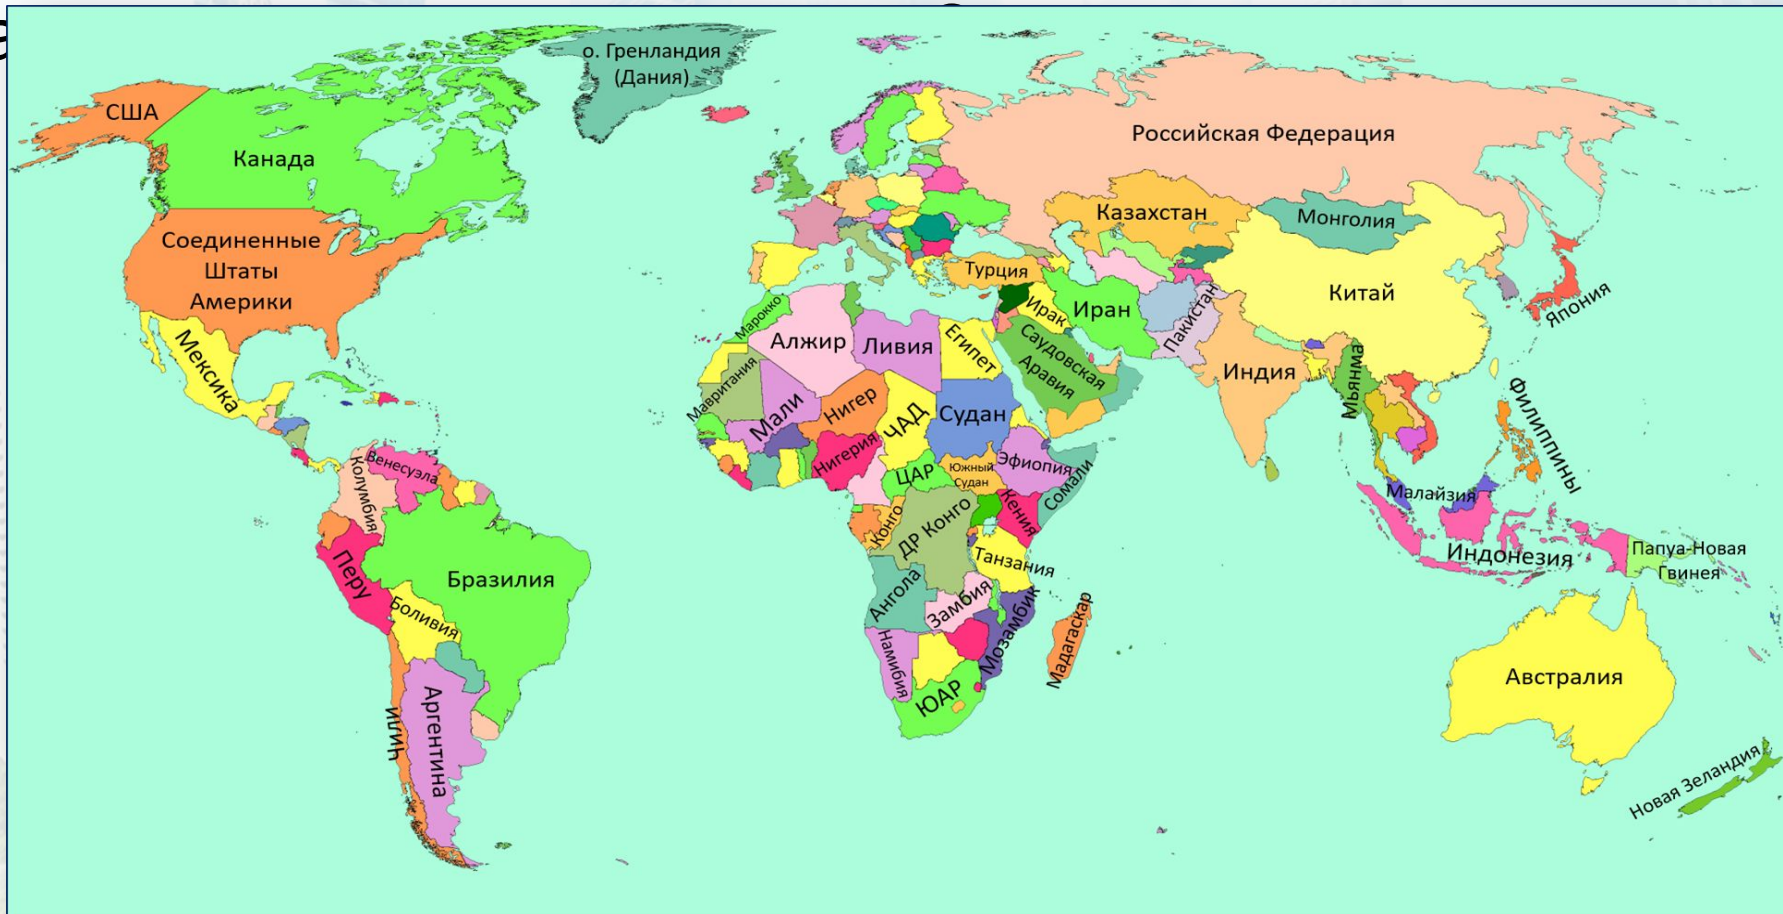 о. Гренландия
(Дания)
США
Канада
Российская Федерация
Соединенные
Штаты
Америки
Казахстан
Монголия
Турция
Китай
Япония
Марокко
Алжир
Ливия
Египет
Ирак
Иран
Пакистан
Саудовская
Аравия
Индия
Мьянма
Мексика
Мавритания
Мали
Нигер
ЧАД
Судан
Филиппины
Нигерия
ЦАР
Южный
Судан
Эфиопия
Сомали
Венесуэла
Колумбия
Малайзия
Конго
ДР Конго
Кения
Танзания
Индонезия
Папуа-Новая
Гвинея
Перу
Бразилия
Боливия
Ангола
Замбия
Мозамбик
Мадагаскар
Намибия
ЮАР
Австралия
Чили
Аргентина
Новая Зеландия